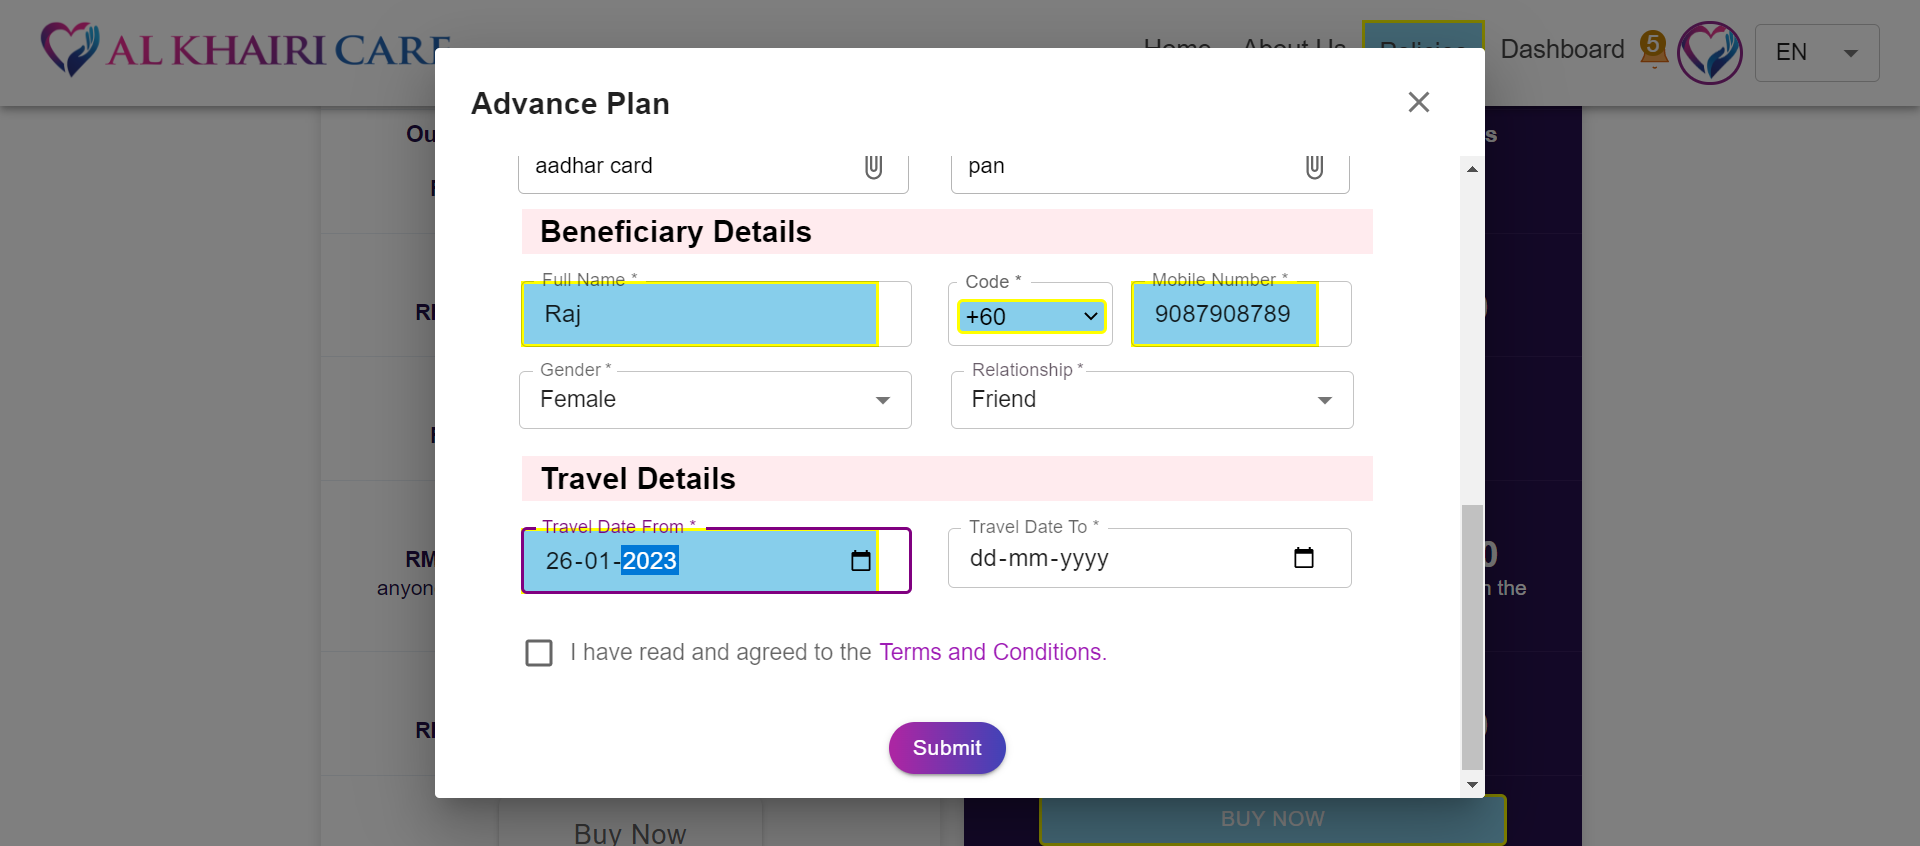 AL KHAIRI CARE
Home About Us Policies Dashboard 5 EN
Advance Plan
aadhar card pan
Beneficiary Details
Full Name * Code * Mobile Number *
Raj +60 9087908789
Gender * Relationship *
Female Friend
Travel Details
Travel Date From * Travel Date To *
26-01-2023 dd-mm-yyyy
I have read and agreed to the Terms and Conditions.
Submit
Buy Now BUY NOW
Ou
RM
anyon
the